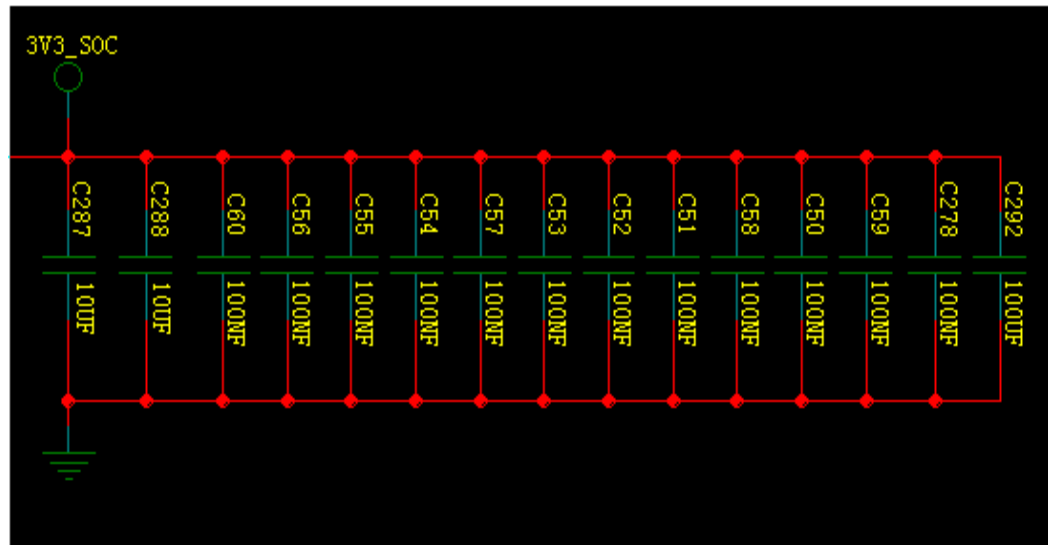 3V3_SOC
C287
C288
C60
C56
C55
C54
C57
C53
C52
C51
C58
C50
C59
C278
C292
10UF
10UF
100NF
100NF
100NF
100NF
100NF
100NF
100NF
100NF
100NF
100NF
100NF
100NF
100UF